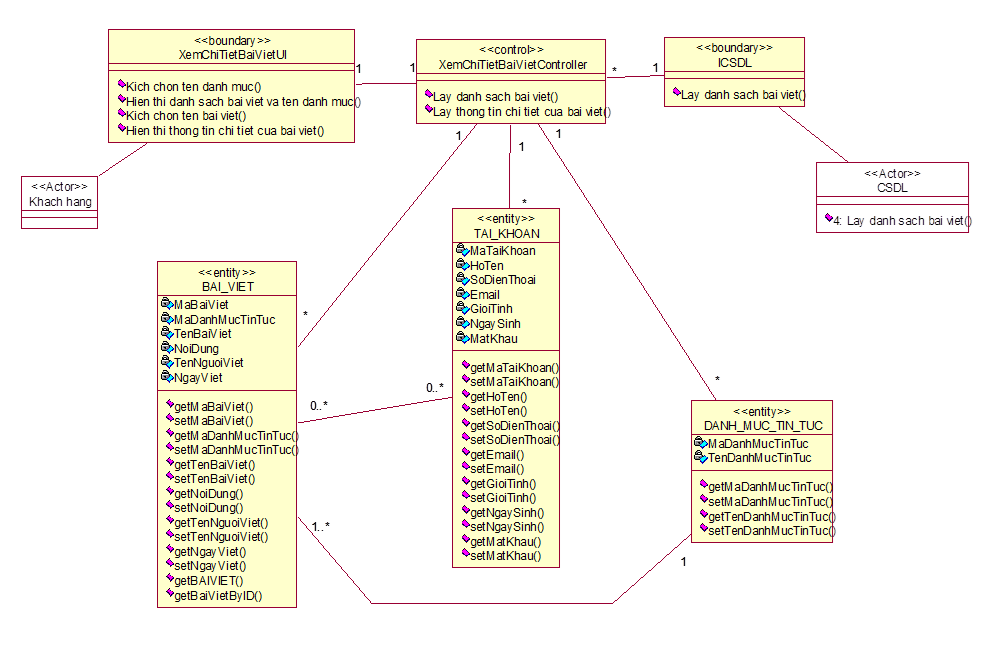 <<boundary>>
XemChiTietBaiVietUI
Kich chon ten danh muc()
Hien thi danh sach bai viet va ten danh muc()
Kich chon ten bai viet()
Hien thi thong tin chi tiet cua bai viet()
1
1
<<control>>
XemChiTietBaiVietController
Lay danh sach bai viet()
Lay thong tin chi tiet cua bai viet()
*
1
<<boundary>>
ICSDL
Lay danh sach bai viet()
<<Actor>>
Khach hang
<<Actor>>
CSDL
4: Lay danh sach bai viet()
1
1
1
*
*
*
<<entity>>
TAI_KHOAN
MaTaiKhoan
HoTen
SoDienThoai
Email
GioiTinh
NgaySinh
MatKhau
getMaTaiKhoan()
setMaTaiKhoan()
getHoTen()
setHoTen()
getSoDienThoai()
setSoDienThoai()
getEmail()
setEmail()
getGioiTinh()
setGioiTinh()
getNgaySinh()
setNgaySinh()
getMatKhau()
setMatKhau()
<<entity>>
BAI_VIET
MaBaiViet
MaDanhMucTinTuc
TenBaiViet
NoiDung
TenNguoiViet
NgayViet
getMaBaiViet()
setMaBaiViet()
getMaDanhMucTinTuc()
setMaDanhMucTinTuc()
getTenBaiViet()
setTenBaiViet()
getNoiDung()
setNoiDung()
getTenNguoiViet()
setTenNguoiViet()
getNgayViet()
setNgayViet()
getBAIVIET()
getBaiVietByID()
0..*
0..*
1..*
1
<<entity>>
DANH_MUC_TIN_TUC
MaDanhMucTinTuc
TenDanhMucTinTuc
getMaDanhMucTinTuc()
setMaDanhMucTinTuc()
getTenDanhMucTinTuc()
setTenDanhMucTinTuc()